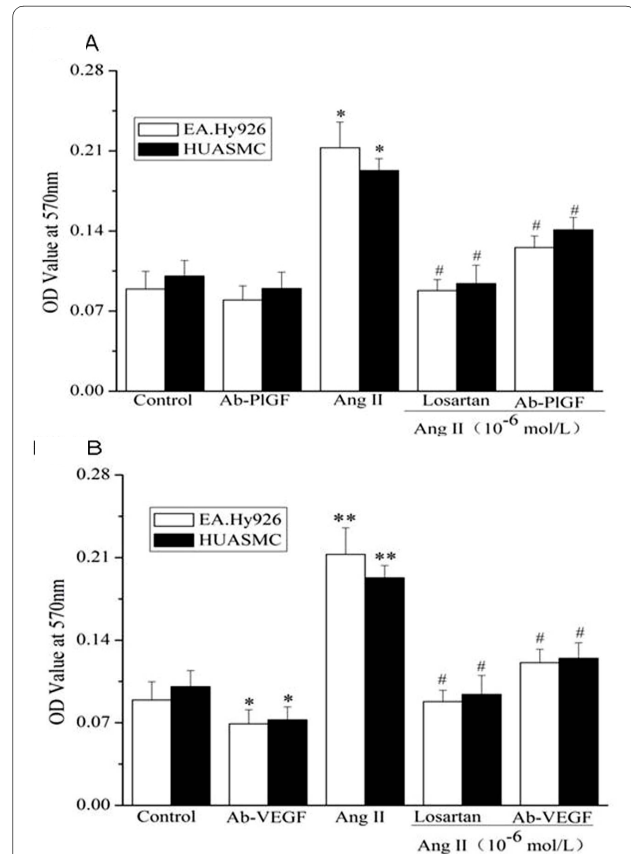 A
0.28
0.21
0.14
0.07
0.00
OD Value at 570nm
EA.Hy926
HUASMC
*
*
#
#
#
#
Control
Ab-PlGF
Ang II
Losartan
Ab-PlGF
Ang II（10-6 mol/L）
B
0.28
0.21
0.14
0.07
0.00
OD Value at 570nm
EA.Hy926
HUASMC
*
*
**
**
#
#
#
#
Control
Ab-VEGF
Ang II
Losartan
Ab-VEGF
Ang II（10-6 mol/L）